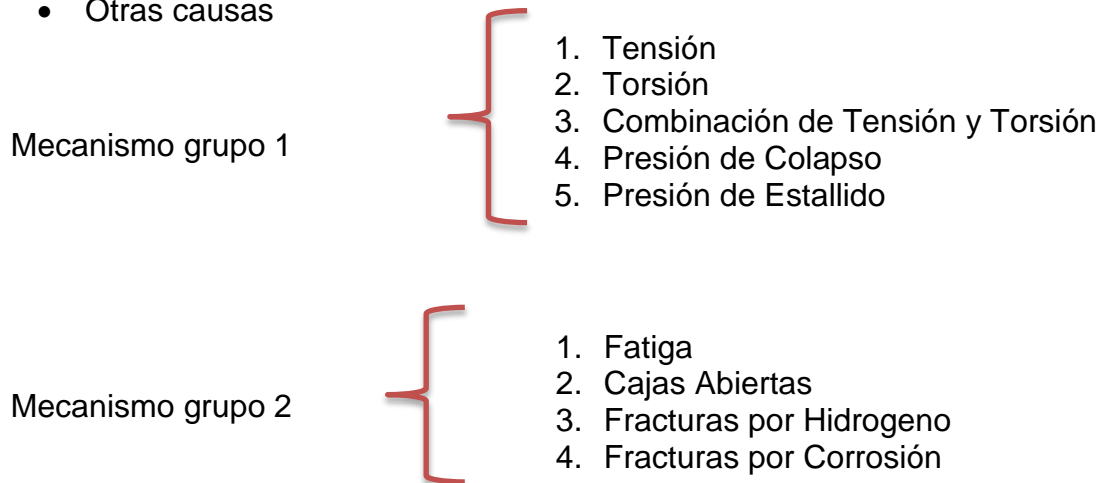 • Otras causas
Mecanismo grupo 1
1. Tensión
2. Torsión
3. Combinación de Tensión y Torsión
4. Presión de Colapso
5. Presión de Estallido
Mecanismo grupo 2
1. Fatiga
2. Cajas Abiertas
3. Fracturas por Hidrogeno
4. Fracturas por Corrosión